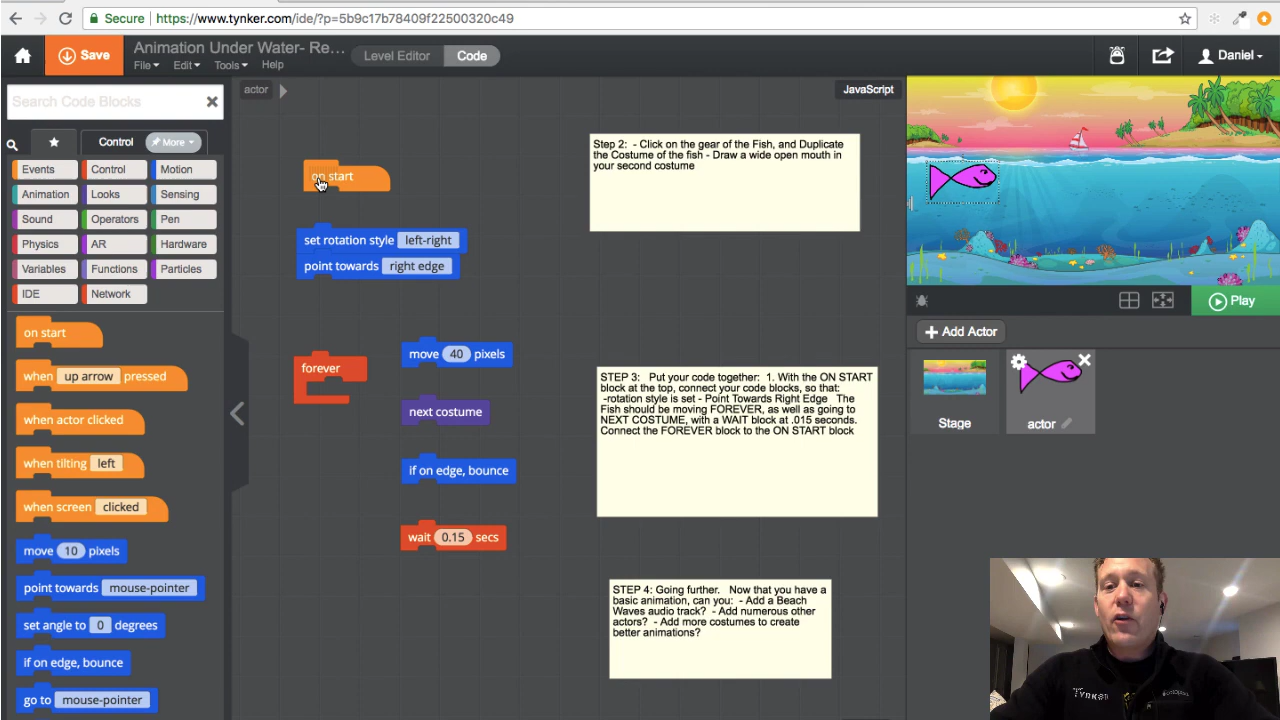 Secure
https://www.tynker.com/ide/?p=5b9c17b78409f22500320c49
Save
Animation Under Water- Re...
File
Edit
Tools
Help
Level Editor
Code
Daniel
Search Code Blocks
Control
More
Events
Control
Motion
Animation
Looks
Sensing
Sound
Operators
Pen
Physics
AR
Hardware
Variables
Functions
Particles
IDE
Network
on start
when up arrow pressed
when actor clicked
when tilting left
when screen clicked
move 10 pixels
point towards mouse-pointer
set angle to 0 degrees
if on edge, bounce
go to mouse-pointer
actor
JavaScript
on start
set rotation style left-right
point towards right edge
forever
move 40 pixels
next costume
if on edge, bounce
wait 0.15 secs
Step 2: - Click on the gear of the Fish, and Duplicate
the Costume of the fish - Draw a wide open mouth in
your second costume
STEP 3: Put your code together: 1. With the ON START
block at the top, connect your code blocks, so that:
-rotation style is set - Point Towards Right Edge The
Fish should be moving FOREVER, as well as going to
NEXT COSTUME, with a WAIT block at .015 seconds.
Connect the FOREVER block to the ON START block
STEP 4: Going further. Now that you have a
basic animation, can you: - Add a Beach
Waves audio track? - Add numerous other
actors? - Add more costumes to create
better animations?
Play
Add Actor
Stage
actor
Tynker